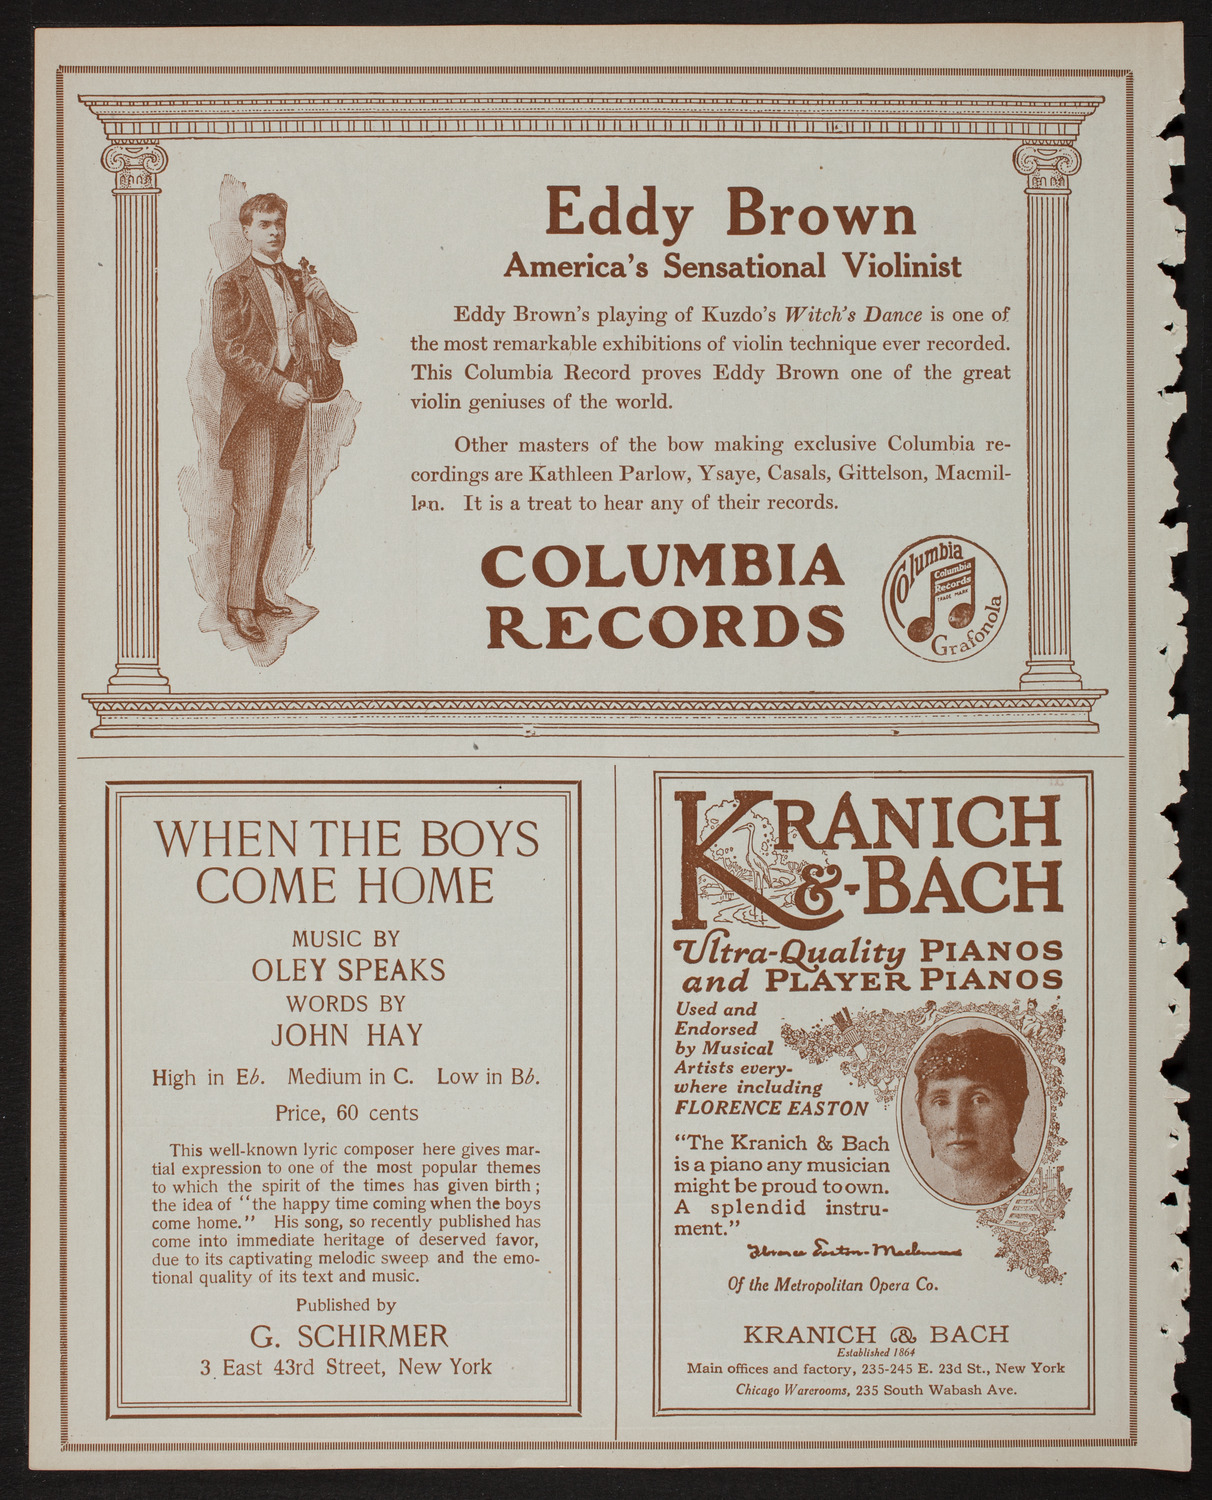 Eddy Brown
America's Sensational Violinist
Eddy Brown's playing of Kuzdo's Witch's Dance is one of
the most remarkable exhibitions of violin technique ever recorded.
This Columbia Record proves Eddy Brown one of the great
violin geniuses of the world.
Other masters of the bow making exclusive Columbia re-
cordings are Kathleen Parlow, Ysaye, Casals, Gittelson, Macmil-
lan. It is a treat to hear any of their records.
COLUMBIA
RECORDS
Columbia
Columbia
Records
TRADE MARK
Grafonola
WHEN THE BOYS
COME HOME
MUSIC BY
OLEY SPEAKS
WORDS BY
JOHN HAY
High in E♭. Medium in C. Low in B♭.
Price, 60 cents
This well-known lyric composer here gives mar-
tial expression to one of the most popular themes
to which the spirit of the times has given birth;
the idea of "the happy time coming when the boys
come home." His song, so recently published has
come into immediate heritage of deserved favor,
due to its captivating melodic sweep and the emo-
tional quality of its text and music.
Published by
G. SCHIRMER
3 East 43rd Street, New York
KRANICH
&-BACH
Ultra-Quality PIANOS
and PLAYER PIANOS
Used and
Endorsed
by Musical
Artists every-
where including
FLORENCE EASTON
"The Kranich & Bach
is a piano any musician
might be proud to own.
A splendid instru-
ment."
Florence Easton-Maclennan
Of the Metropolitan Opera Co.
KRANICH & BACH
Established 1864
Main offices and factory, 235-245 E. 23d St., New York
Chicago Warerooms, 235 South Wabash Ave.